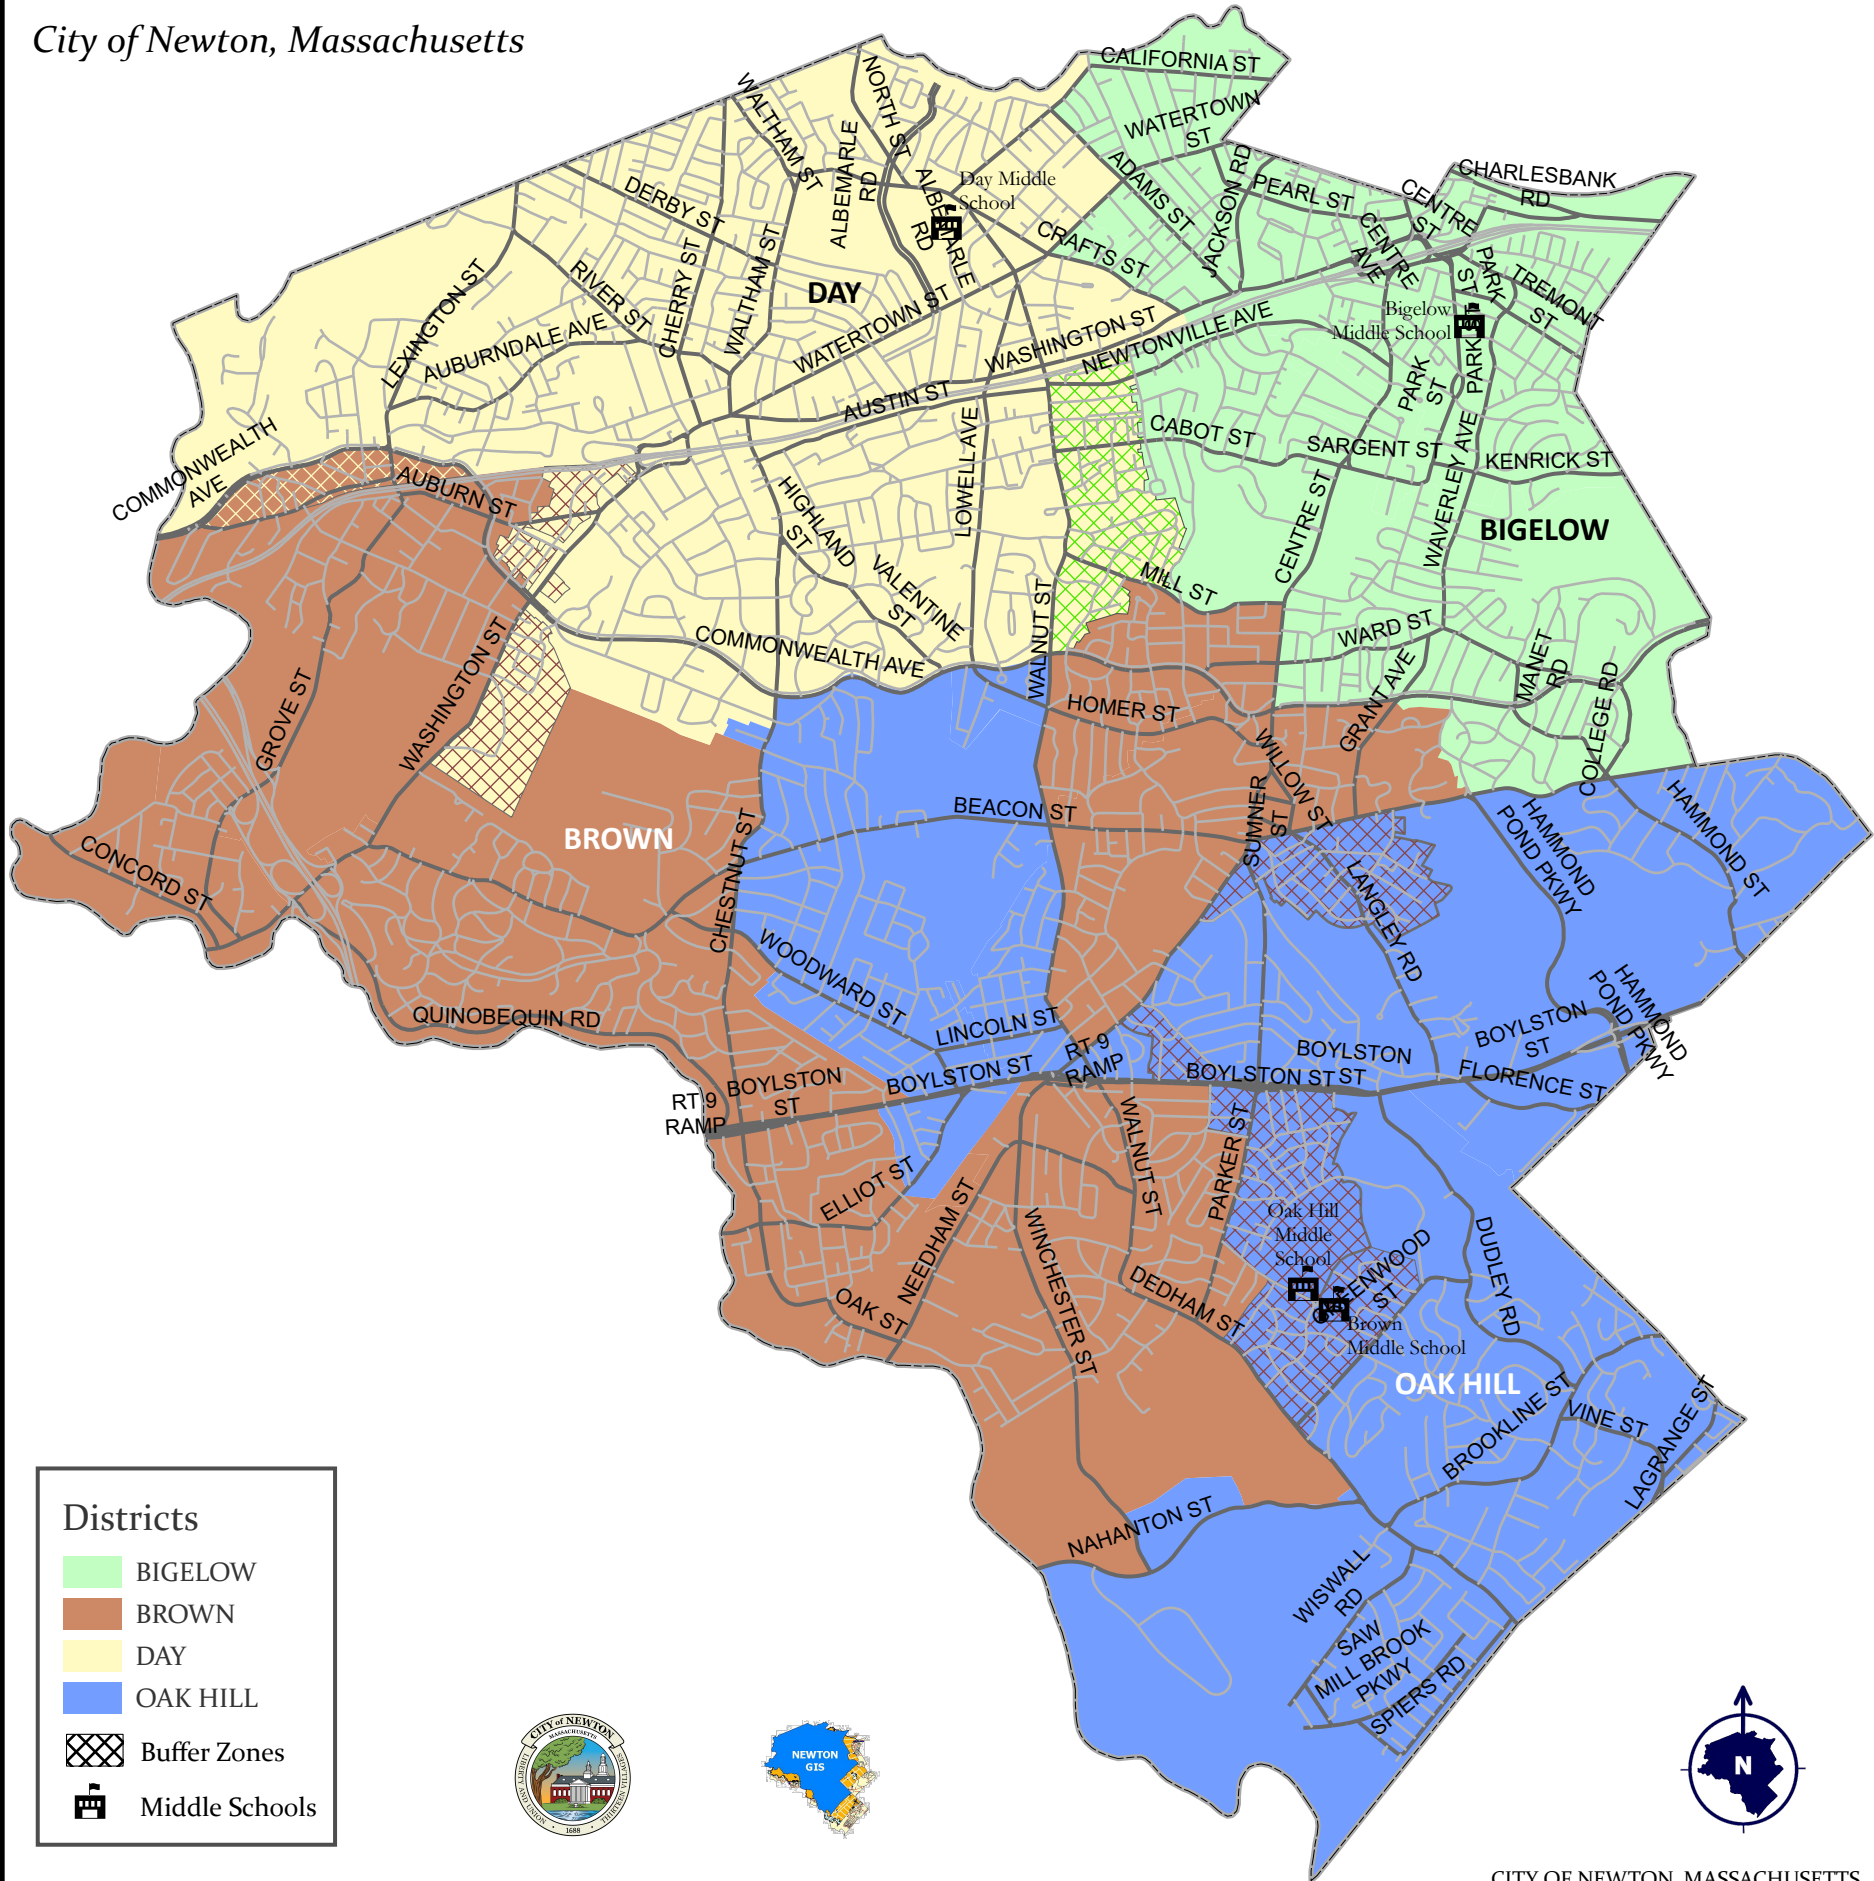 City of Newton, Massachusetts
CALIFORNIA ST
WATERTOWN
ST
NORTH ST
WALTHAM ST
ALBEMARLE
RD
ALBEMARLE
RD
Day Middle
School
ADAMS ST
JACKSON RD
PEARL ST
CENTRE
ST
CHARLESBANK
RD
CENTRE
AVE
PARK
ST
TREMONT
ST
DERBY ST
CRAFTS ST
CHERRY ST
WALTHAM ST
DAY
LEXINGTON ST
RIVER ST
AUBURNDALE AVE
WATERTOWN ST
WASHINGTON ST
NEWTONVILLE AVE
Bigelow
Middle School
PARK
ST
PARK
AUSTIN ST
LOWELL AVE
CABOT ST
SARGENT ST
WAVERLEY AVE
KENRICK ST
COMMONWEALTH
AVE
AUBURN ST
HIGHLAND
ST
VALENTINE
ST
CENTRE ST
BIGELOW
MILL ST
WALNUT ST
WARD ST
COMMONWEALTH AVE
WASHINGTON ST
GROVE ST
HOMER ST
GRANT AVE
MANET
RD
COLLEGE RD
WILLOW ST
SUMNER
ST
BEACON ST
BROWN
CHESTNUT ST
CONCORD ST
HAMMOND
POND PKWY
HAMMOND ST
LANGLEY RD
WOODWARD ST
QUINOBEQUIN RD
LINCOLN ST
RT 9
RAMP
BOYLSTON
ST
HAMMOND
POND PKWY
BOYLSTON
ST
BOYLSTON ST
BOYLSTON ST
FLORENCE ST
RT 9
RAMP
BOYLSTON
ST
WALNUT ST
PARKER ST
ELLIOT ST
NEEDHAM ST
WINCHESTER ST
Oak Hill
Middle
School
ST
DUDLEY RD
DEDHAM ST
OAK ST
Brown
Middle School
OAK HILL
BROOKLINE ST
VINE ST
LAGRANGE ST
NAHANTON ST
WISWALL
RD
SAW
MILL BROOK
PKWY
SPIERS RD
Districts
BIGELOW
BROWN
DAY
OAK HILL
Buffer Zones
Middle Schools
CITY of NEWTON
MASSACHUSETTS
LIBERTY AND UNION
THIRTEEN VILLAGES
1688
NEWTON
GIS
N
CITY OF NEWTON, MASSACHUSETTS